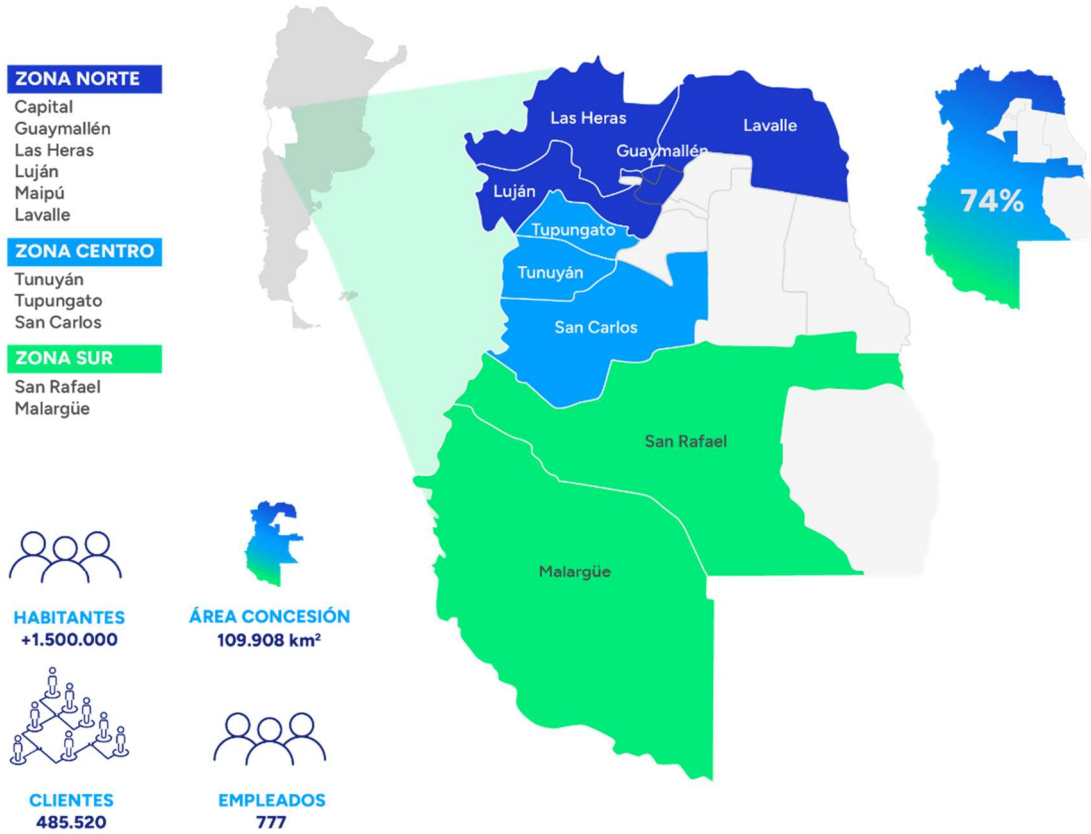 ZONA NORTE
Capital
Guaymallén
Las Heras
Luján
Maipú
Lavalle
ZONA CENTRO
Tunuyán
Tupungato
San Carlos
ZONA SUR
San Rafael
Malargüe
Las Heras
Lavalle
Guaymallén
Luján
Tupungato
Tunuyán
San Carlos
San Rafael
Malargüe
74%
HABITANTES
+1.500.000
ÁREA CONCESIÓN
109.908 km²
CLIENTES
485.520
EMPLEADOS
777